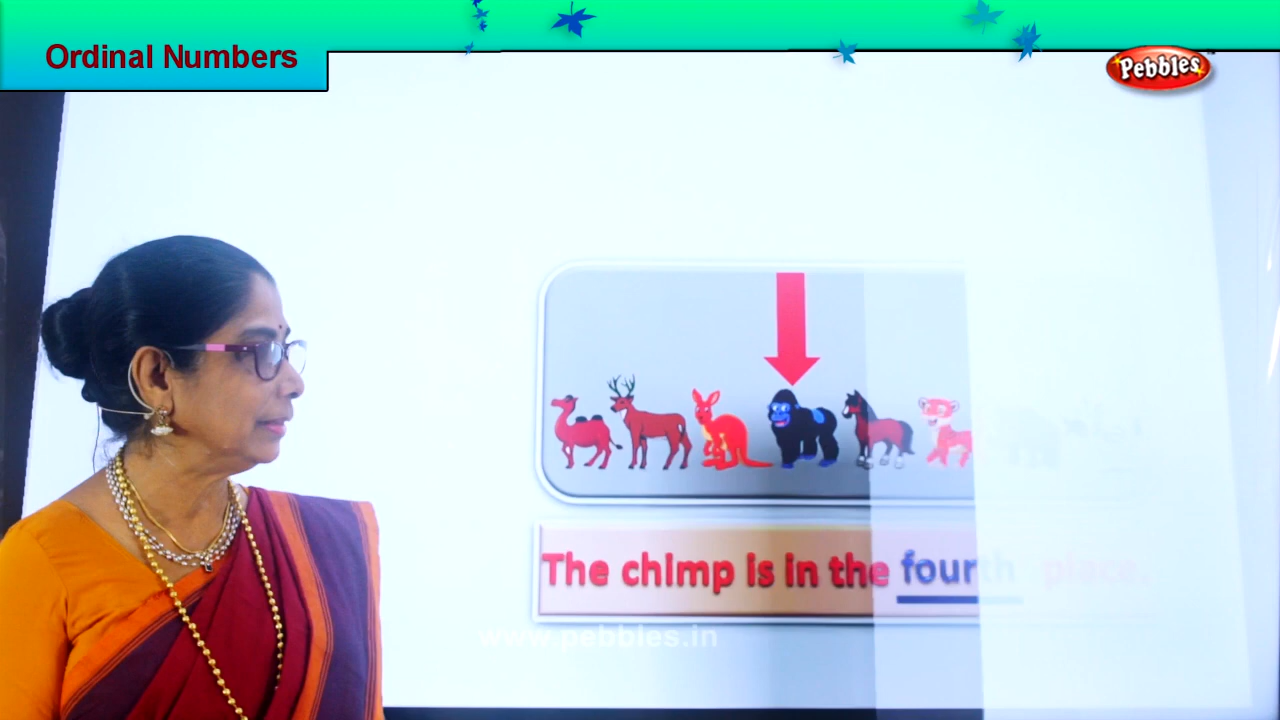 Ordinal Numbers
Pebbles
The chimp is in the fourth place.
www.pebbles.in